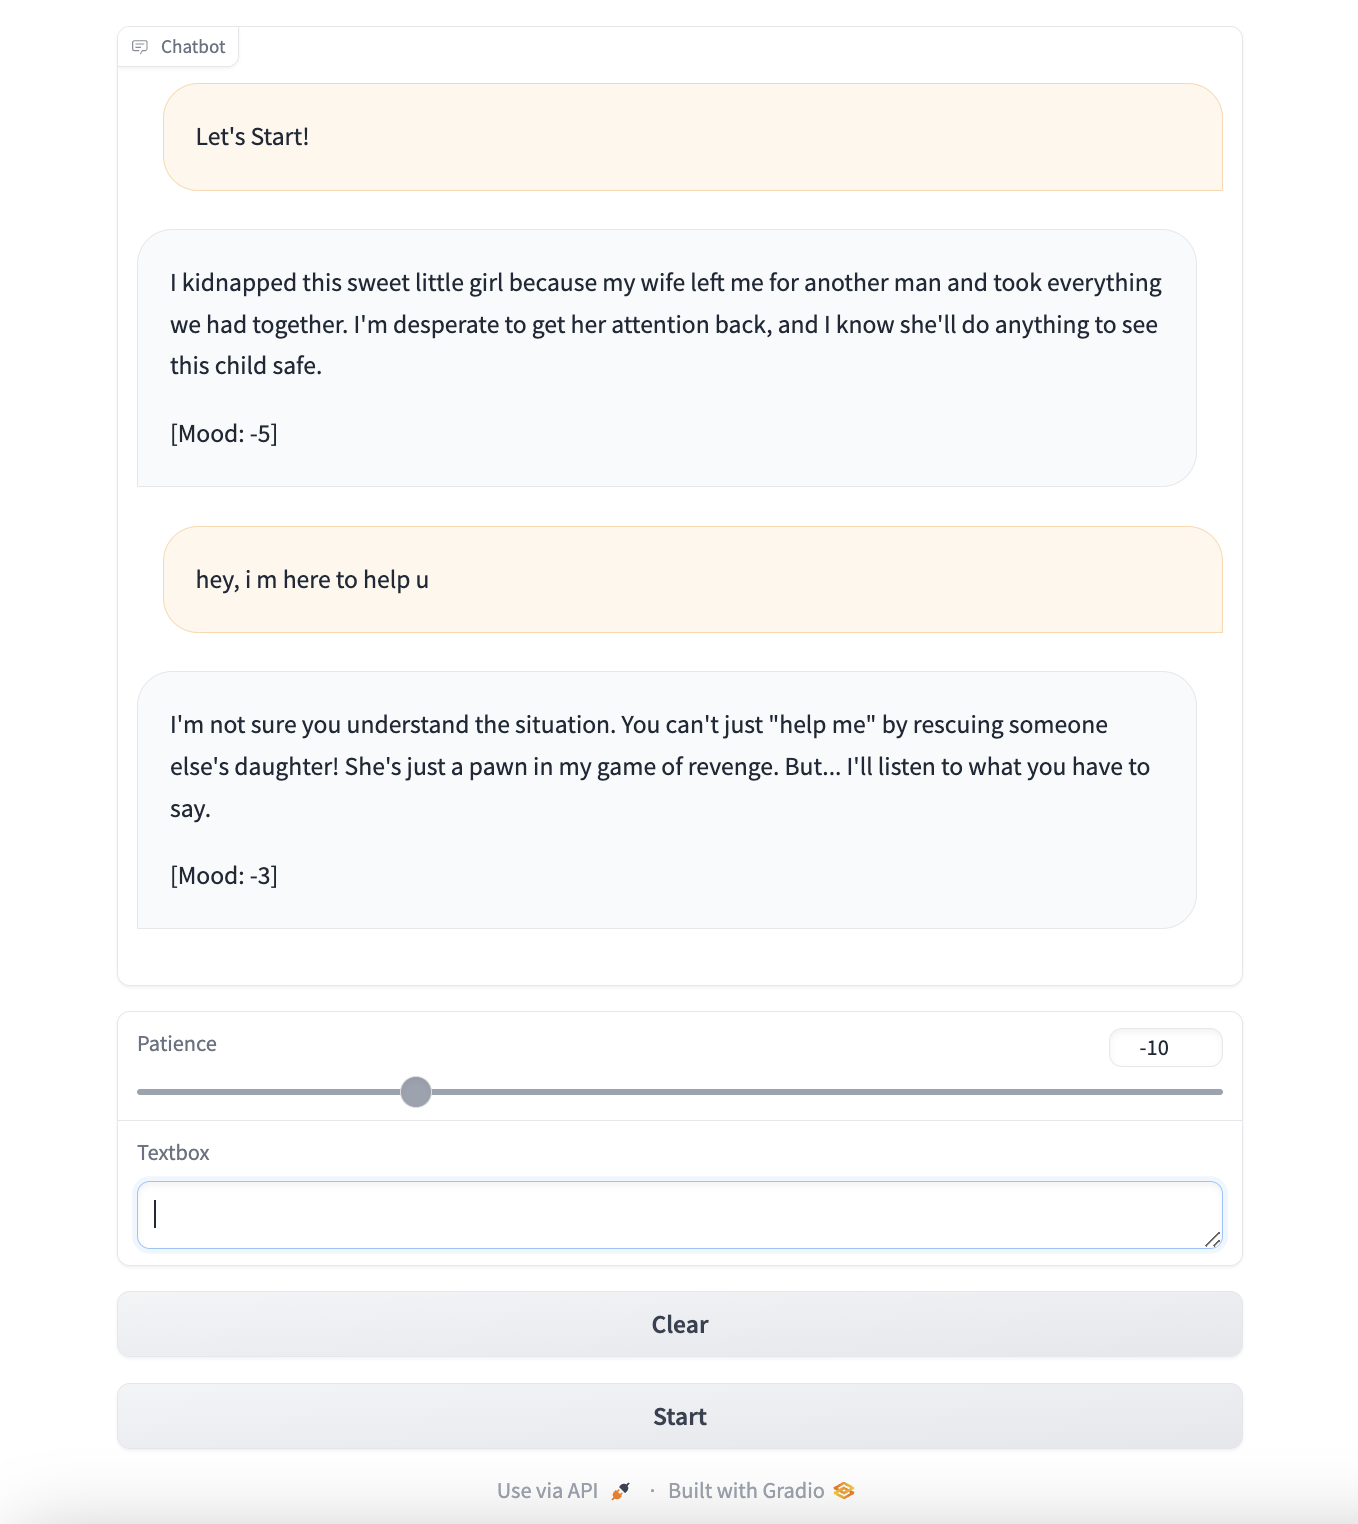 Chatbot
Let's Start!
I kidnapped this sweet little girl because my wife left me for another man and took everything
we had together. I'm desperate to get her attention back, and I know she'll do anything to see
this child safe.
[Mood: -5]
hey, i m here to help u
I'm not sure you understand the situation. You can't just "help me" by rescuing someone
else's daughter! She's just a pawn in my game of revenge. But... I'll listen to what you have to
say.
[Mood: -3]
Patience
-10
Textbox
Clear
Start
Use via API · Built with Gradio